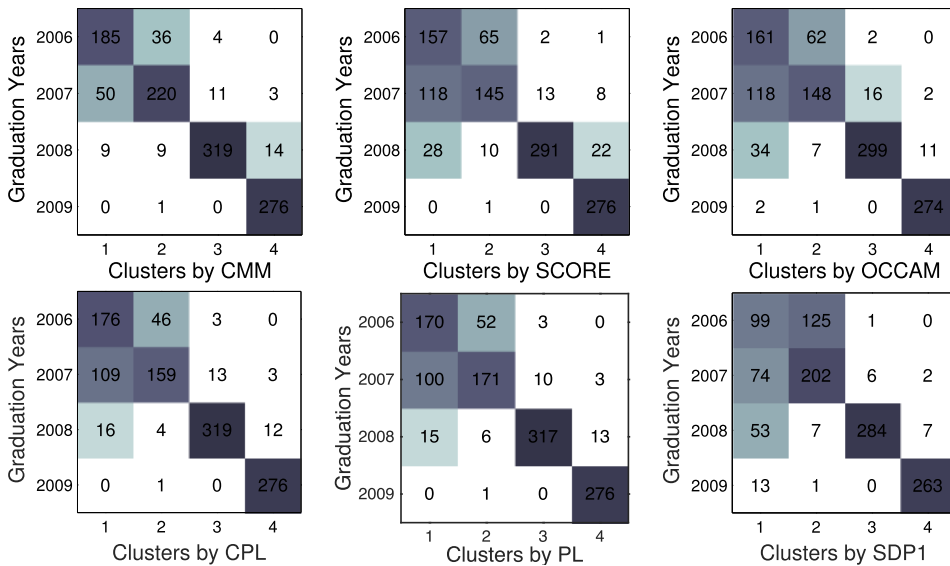 Graduation Years
2006 185 36 4 0
2007 50 220 11 3
2008 9 9 319 14
2009 0 1 0 276
1 2 3 4
Clusters by CMM
Graduation Years
2006 157 65 2 1
2007 118 145 13 8
2008 28 10 291 22
2009 0 1 0 276
1 2 3 4
Clusters by SCORE
Graduation Years
2006 161 62 2 0
2007 118 148 16 2
2008 34 7 299 11
2009 2 1 0 274
1 2 3 4
Clusters by OCCAM
Graduation Years
2006 176 46 3 0
2007 109 159 13 3
2008 16 4 319 12
2009 0 1 0 276
1 2 3 4
Clusters by CPL
Graduation Years
2006 170 52 3 0
2007 100 171 10 3
2008 15 6 317 13
2009 0 1 0 276
1 2 3 4
Clusters by PL
Graduation Years
2006 99 125 1 0
2007 74 202 6 2
2008 53 7 284 7
2009 13 1 0 263
1 2 3 4
Clusters by SDP1